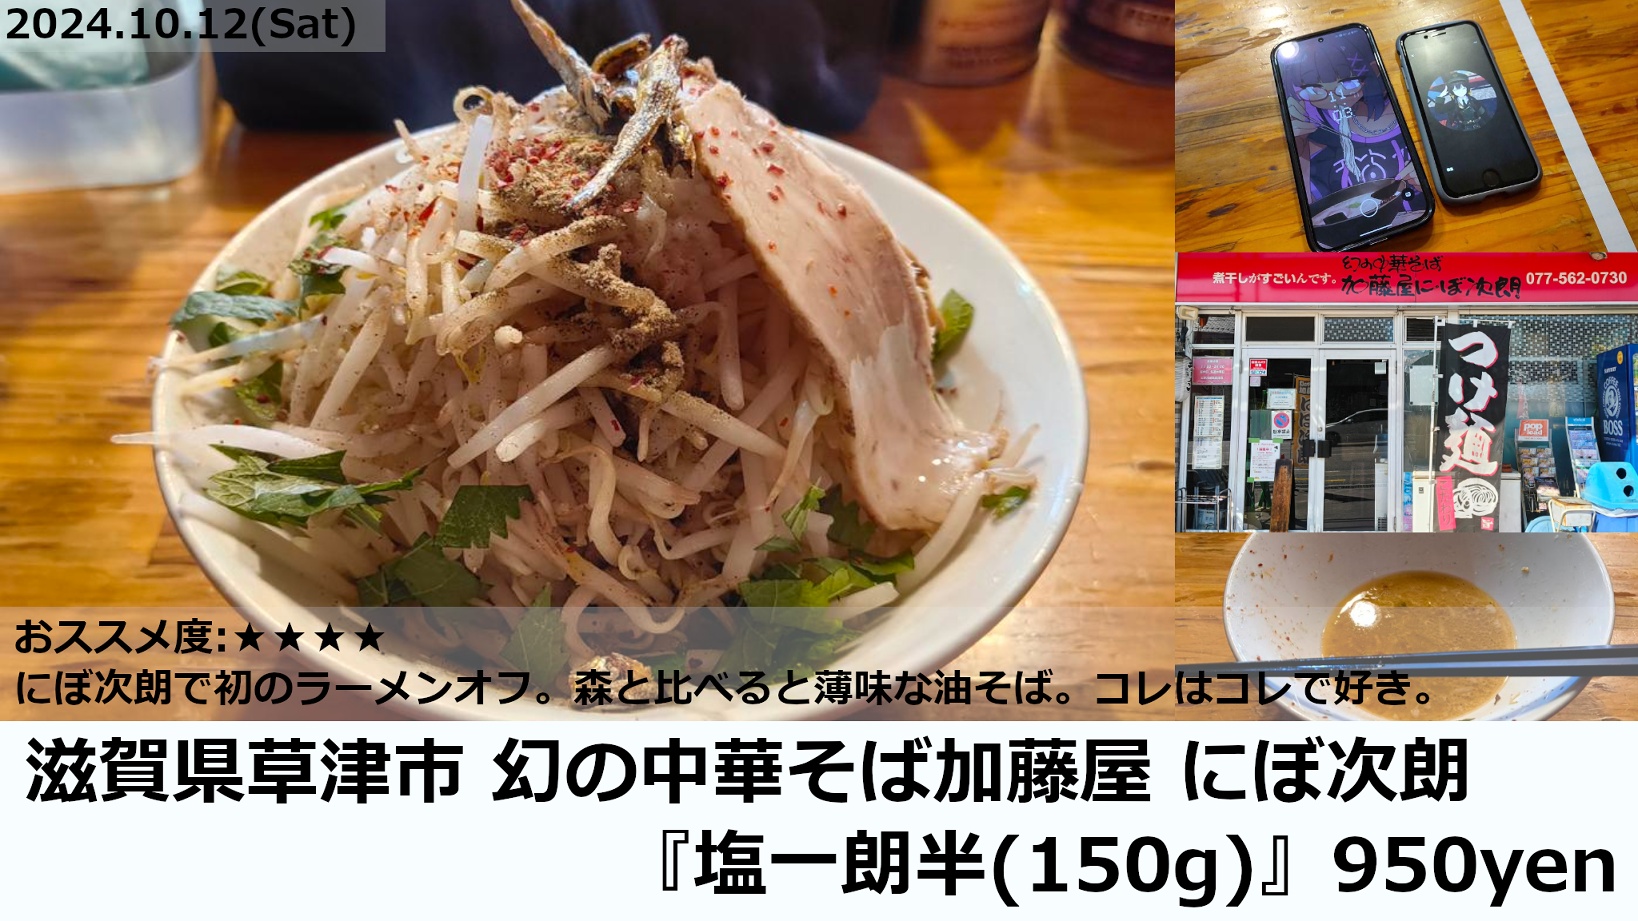 2024.10.12(Sat)
煮干しがすごいんです。
幻の中華そば
加藤屋にぼ次朗
077-562-0730
つけ麺
pop
BOSS
おススメ度:★★★★
にぼ次朗で初のラーメンオフ。森と比べると薄味な油そば。コレはコレで好き。
滋賀県草津市 幻の中華そば加藤屋 にぼ次朗
『塩一朗半(150g)』950yen